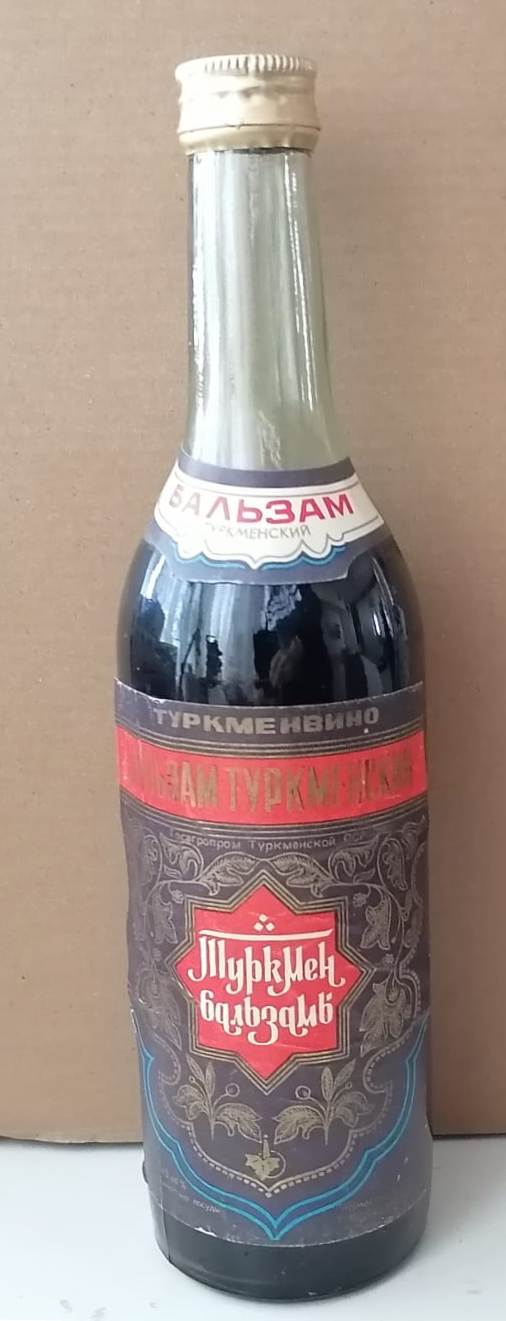 БАЛЬЗАМ
ТУРКМЕНСКИЙ
ТУРКМЕНВИНО
БАЛЬЗАМ ТУРКМЕНСКИЙ
Госагропром Туркменской ССР
Туркмен
бальзамы